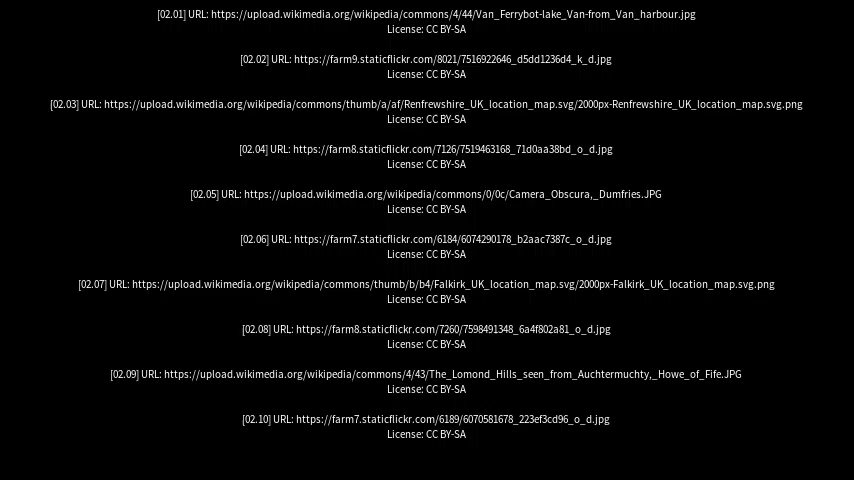 [02.01] URL: https://upload.wikimedia.org/wikipedia/commons/4/44/Van_Ferrybot-lake_Van-from_Van_harbour.jpg
License: CC BY-SA
[02.02] URL: https://farm9.staticflickr.com/8021/7516922646_d5dd1236d4_k_d.jpg
License: CC BY-SA
[02.03] URL: https://upload.wikimedia.org/wikipedia/commons/thumb/a/af/Renfrewshire_UK_location_map.svg/2000px-Renfrewshire_UK_location_map.svg.png
License: CC BY-SA
[02.04] URL: https://farm8.staticflickr.com/7126/7519463168_71d0aa38bd_o_d.jpg
License: CC BY-SA
[02.05] URL: https://upload.wikimedia.org/wikipedia/commons/0/0c/Camera_Obscura,_Dumfries.JPG
License: CC BY-SA
[02.06] URL: https://farm7.staticflickr.com/6184/6074290178_b2aac7387c_o_d.jpg
License: CC BY-SA
[02.07] URL: https://upload.wikimedia.org/wikipedia/commons/thumb/b/b4/Falkirk_UK_location_map.svg/2000px-Falkirk_UK_location_map.svg.png
License: CC BY-SA
[02.08] URL: https://farm8.staticflickr.com/7260/7598491348_6a4f802a81_o_d.jpg
License: CC BY-SA
[02.09] URL: https://upload.wikimedia.org/wikipedia/commons/4/43/The_Lomond_Hills_seen_from_Auchtermuchty,_Howe_of_Fife.JPG
License: CC BY-SA
[02.10] URL: https://farm7.staticflickr.com/6189/6070581678_223ef3cd96_o_d.jpg
License: CC BY-SA